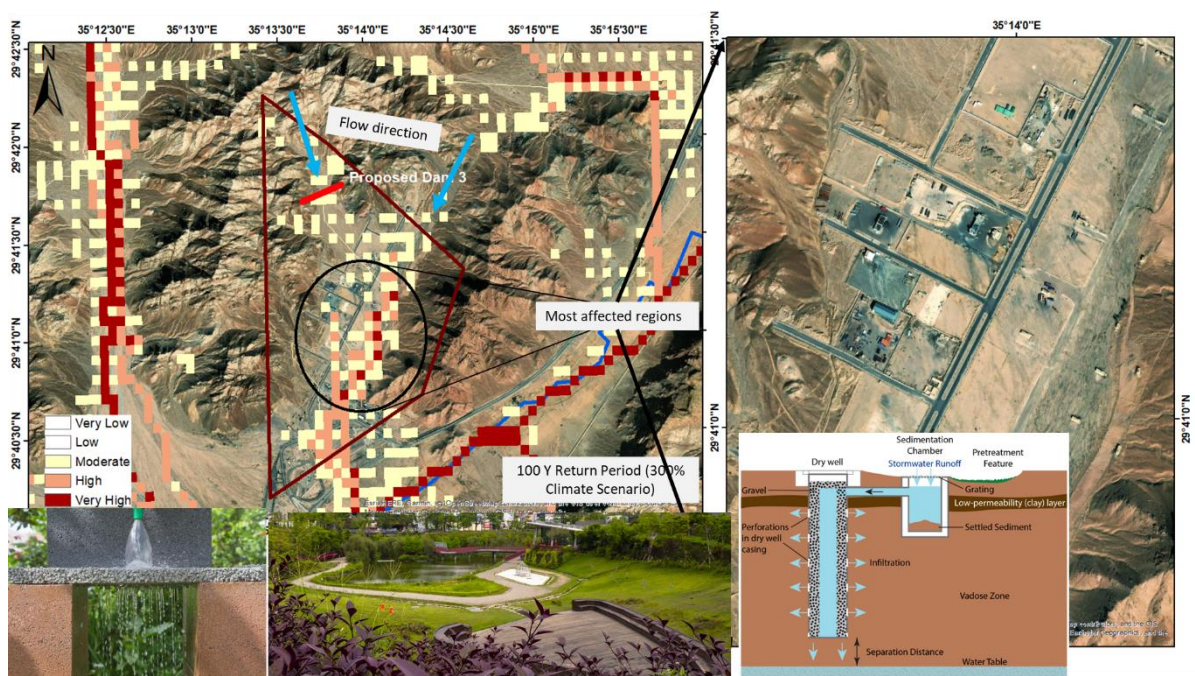 35°12'30"E
35°13'0"E
35°13'30"E
35°14'0"E
35°14'30"E
35°15'0"E
35°15'30"E
29°42'30"N
29°42'0"N
29°41'30"N
29°41'0"N
29°40'30"N
N
Flow direction
Proposed Dam 3
Most affected regions
100 Y Return Period (300%
Climate Scenario)
Very Low
Low
Moderate
High
Very High
35°14'0"E
29°41'30"N
29°41'0"N
Sedimentation
Chamber
Dry well
Stormwater Runoff
Pretreatment
Feature
Gravel
Grating
Low-permeability (clay) layer
Perforations
in dry well
casing
Settled Sediment
Infiltration
Vadose Zone
Separation Distance
Water Table